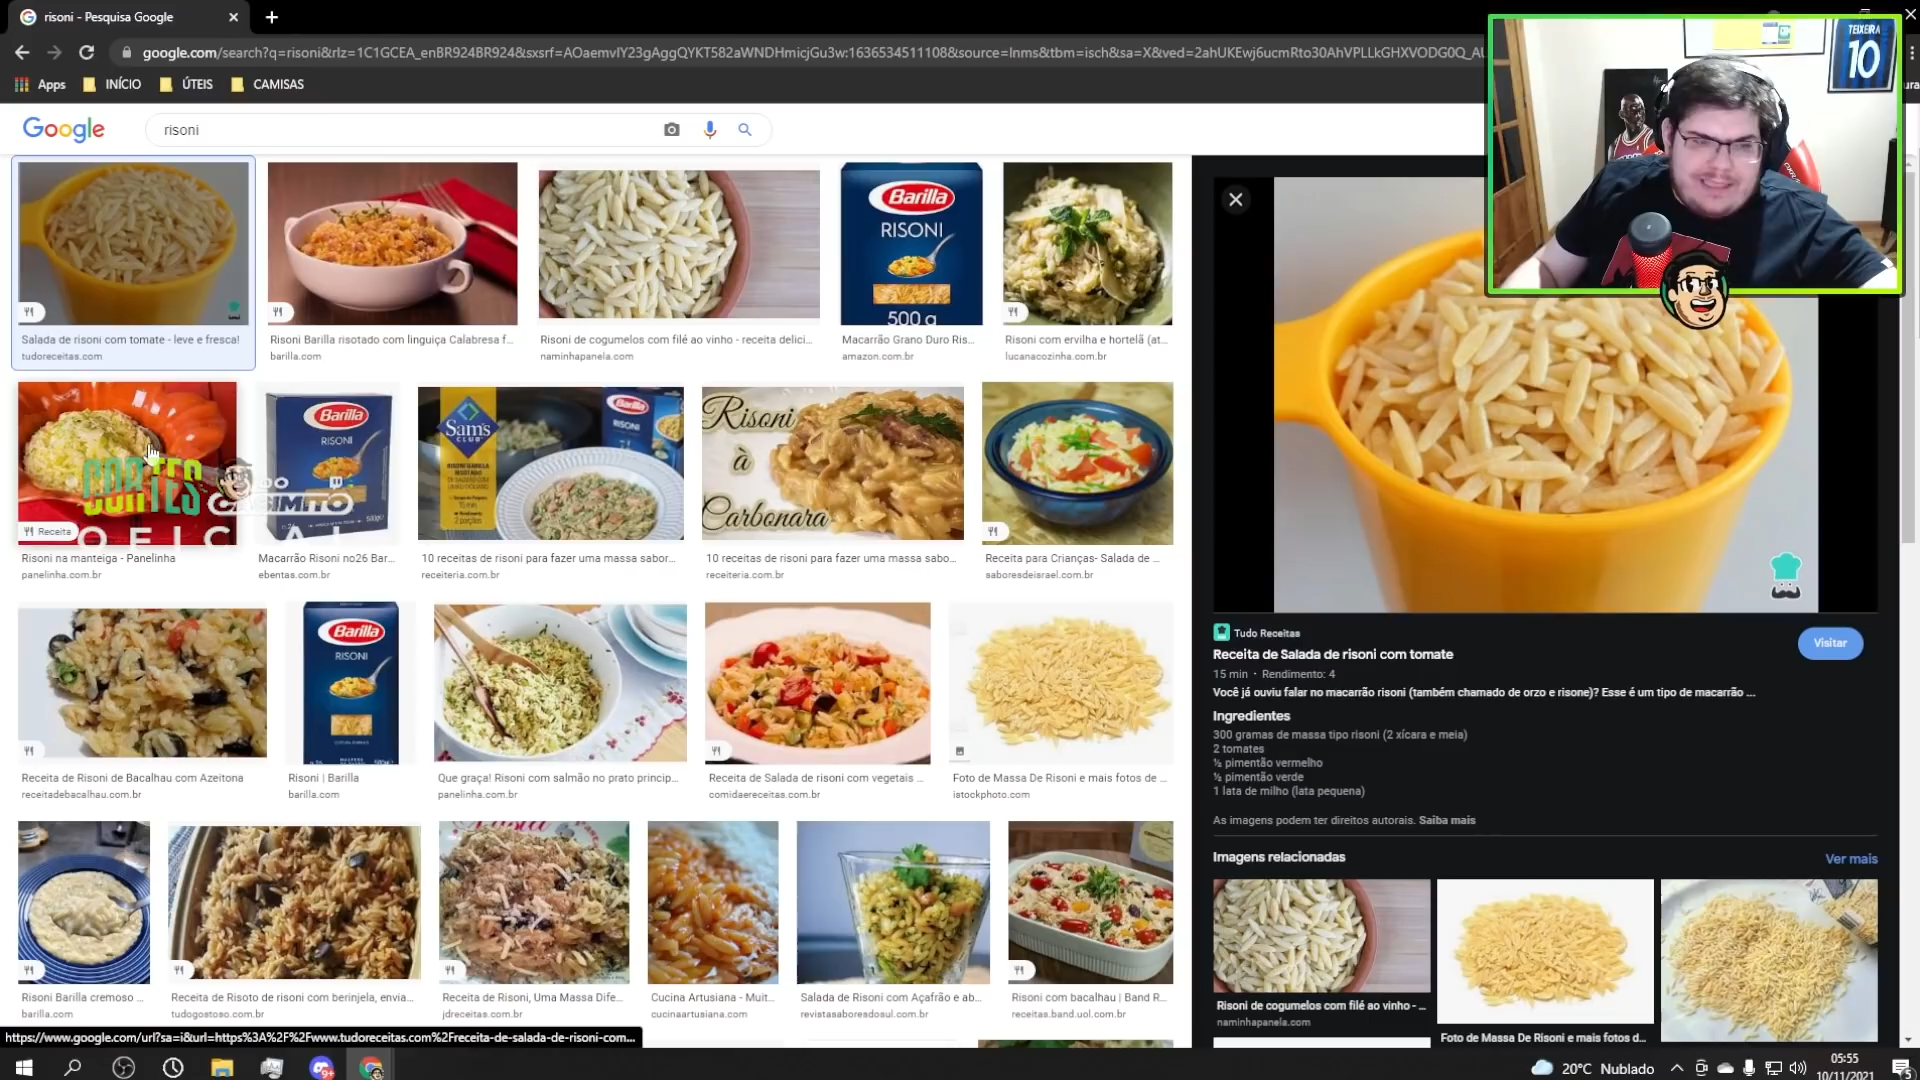 risoni - Pesquisa Google
google.com/search?q=risoni&rlz=1C1GCEA_enBR924BR924&sxsrf=AOaemvIY23gAggQYKT582aWNDHmicjGu3w:1636534511108&source=lnms&tbm=isch&sa=X&ved=2ahUKEwj6ucmRto30AhVPLLkGHXVODG0Q_AU
Apps
INÍCIO
ÚTEIS
CAMISAS
Google
risoni
TEIXEIRA
10
Barilla
RISONI
500 g
Salada de risoni com tomate - leve e fresca!
tudoreceitas.com
Risoni Barilla risotado com linguiça Calabresa f...
barilla.com
Risoni de cogumelos com filé ao vinho - receita delici...
naminhapanela.com
Macarrão Grano Duro Ris...
amazon.com.br
Risoni com ervilha e hortelã (at...
lucanacozinha.com.br
Receita
CORTES
DO
CASIMITO
OFICIAL
Barilla
RISONI
500g
Sam's
CLUB
Barilla
Risoni
à
Carbonara
Risoni na manteiga - Panelinha
panelinha.com.br
Macarrão Risoni no26 Bar...
ebentas.com.br
10 receitas de risoni para fazer uma massa sabor...
receiteria.com.br
10 receitas de risoni para fazer uma massa sabo...
receiteria.com.br
Receita para Crianças- Salada de ...
saboresdeisrael.com.br
Barilla
RISONI
Receita de Risoni de Bacalhau com Azeitona
receitadebacalhau.com.br
Risoni | Barilla
barilla.com
Que graça! Risoni com salmão no prato princip...
panelinha.com.br
Receita de Salada de risoni com vegetais ...
comidaereceitas.com.br
Foto de Massa De Risoni e mais fotos de ...
istockphoto.com
Risoni Barilla cremoso ...
barilla.com
Receita de Risoto de risoni com berinjela, envia...
tudogostoso.com.br
Receita de Risoni, Uma Massa Dife...
jdreceitas.com.br
Cucina Artusiana - Muit...
cucinaartusiana.com
Salada de Risoni com Açafrão e ab...
revistasaboresdosul.com.br
Risoni com bacalhau | Band R...
receitas.band.uol.com.br
Tudo Receitas
Receita de Salada de risoni com tomate
Visitar
15 min · Rendimento: 4
Você já ouviu falar no macarrão risoni (também chamado de orzo e risone)? Esse é um tipo de macarrão ...
Ingredientes
300 gramas de massa tipo risoni (2 xícara e meia)
2 tomates
½ pimentão vermelho
½ pimentão verde
1 lata de milho (lata pequena)
As imagens podem ter direitos autorais. Saiba mais
Imagens relacionadas
Ver mais
Risoni de cogumelos com filé ao vinho - ...
naminhapanela.com
Foto de Massa De Risoni e mais fotos d...
https://www.google.com/url?sa=i&url=https%3A%2F%2Fwww.tudoreceitas.com%2Freceita-de-salada-de-risoni-com...
9+
20°C Nublado
05:55
10/11/2021
5